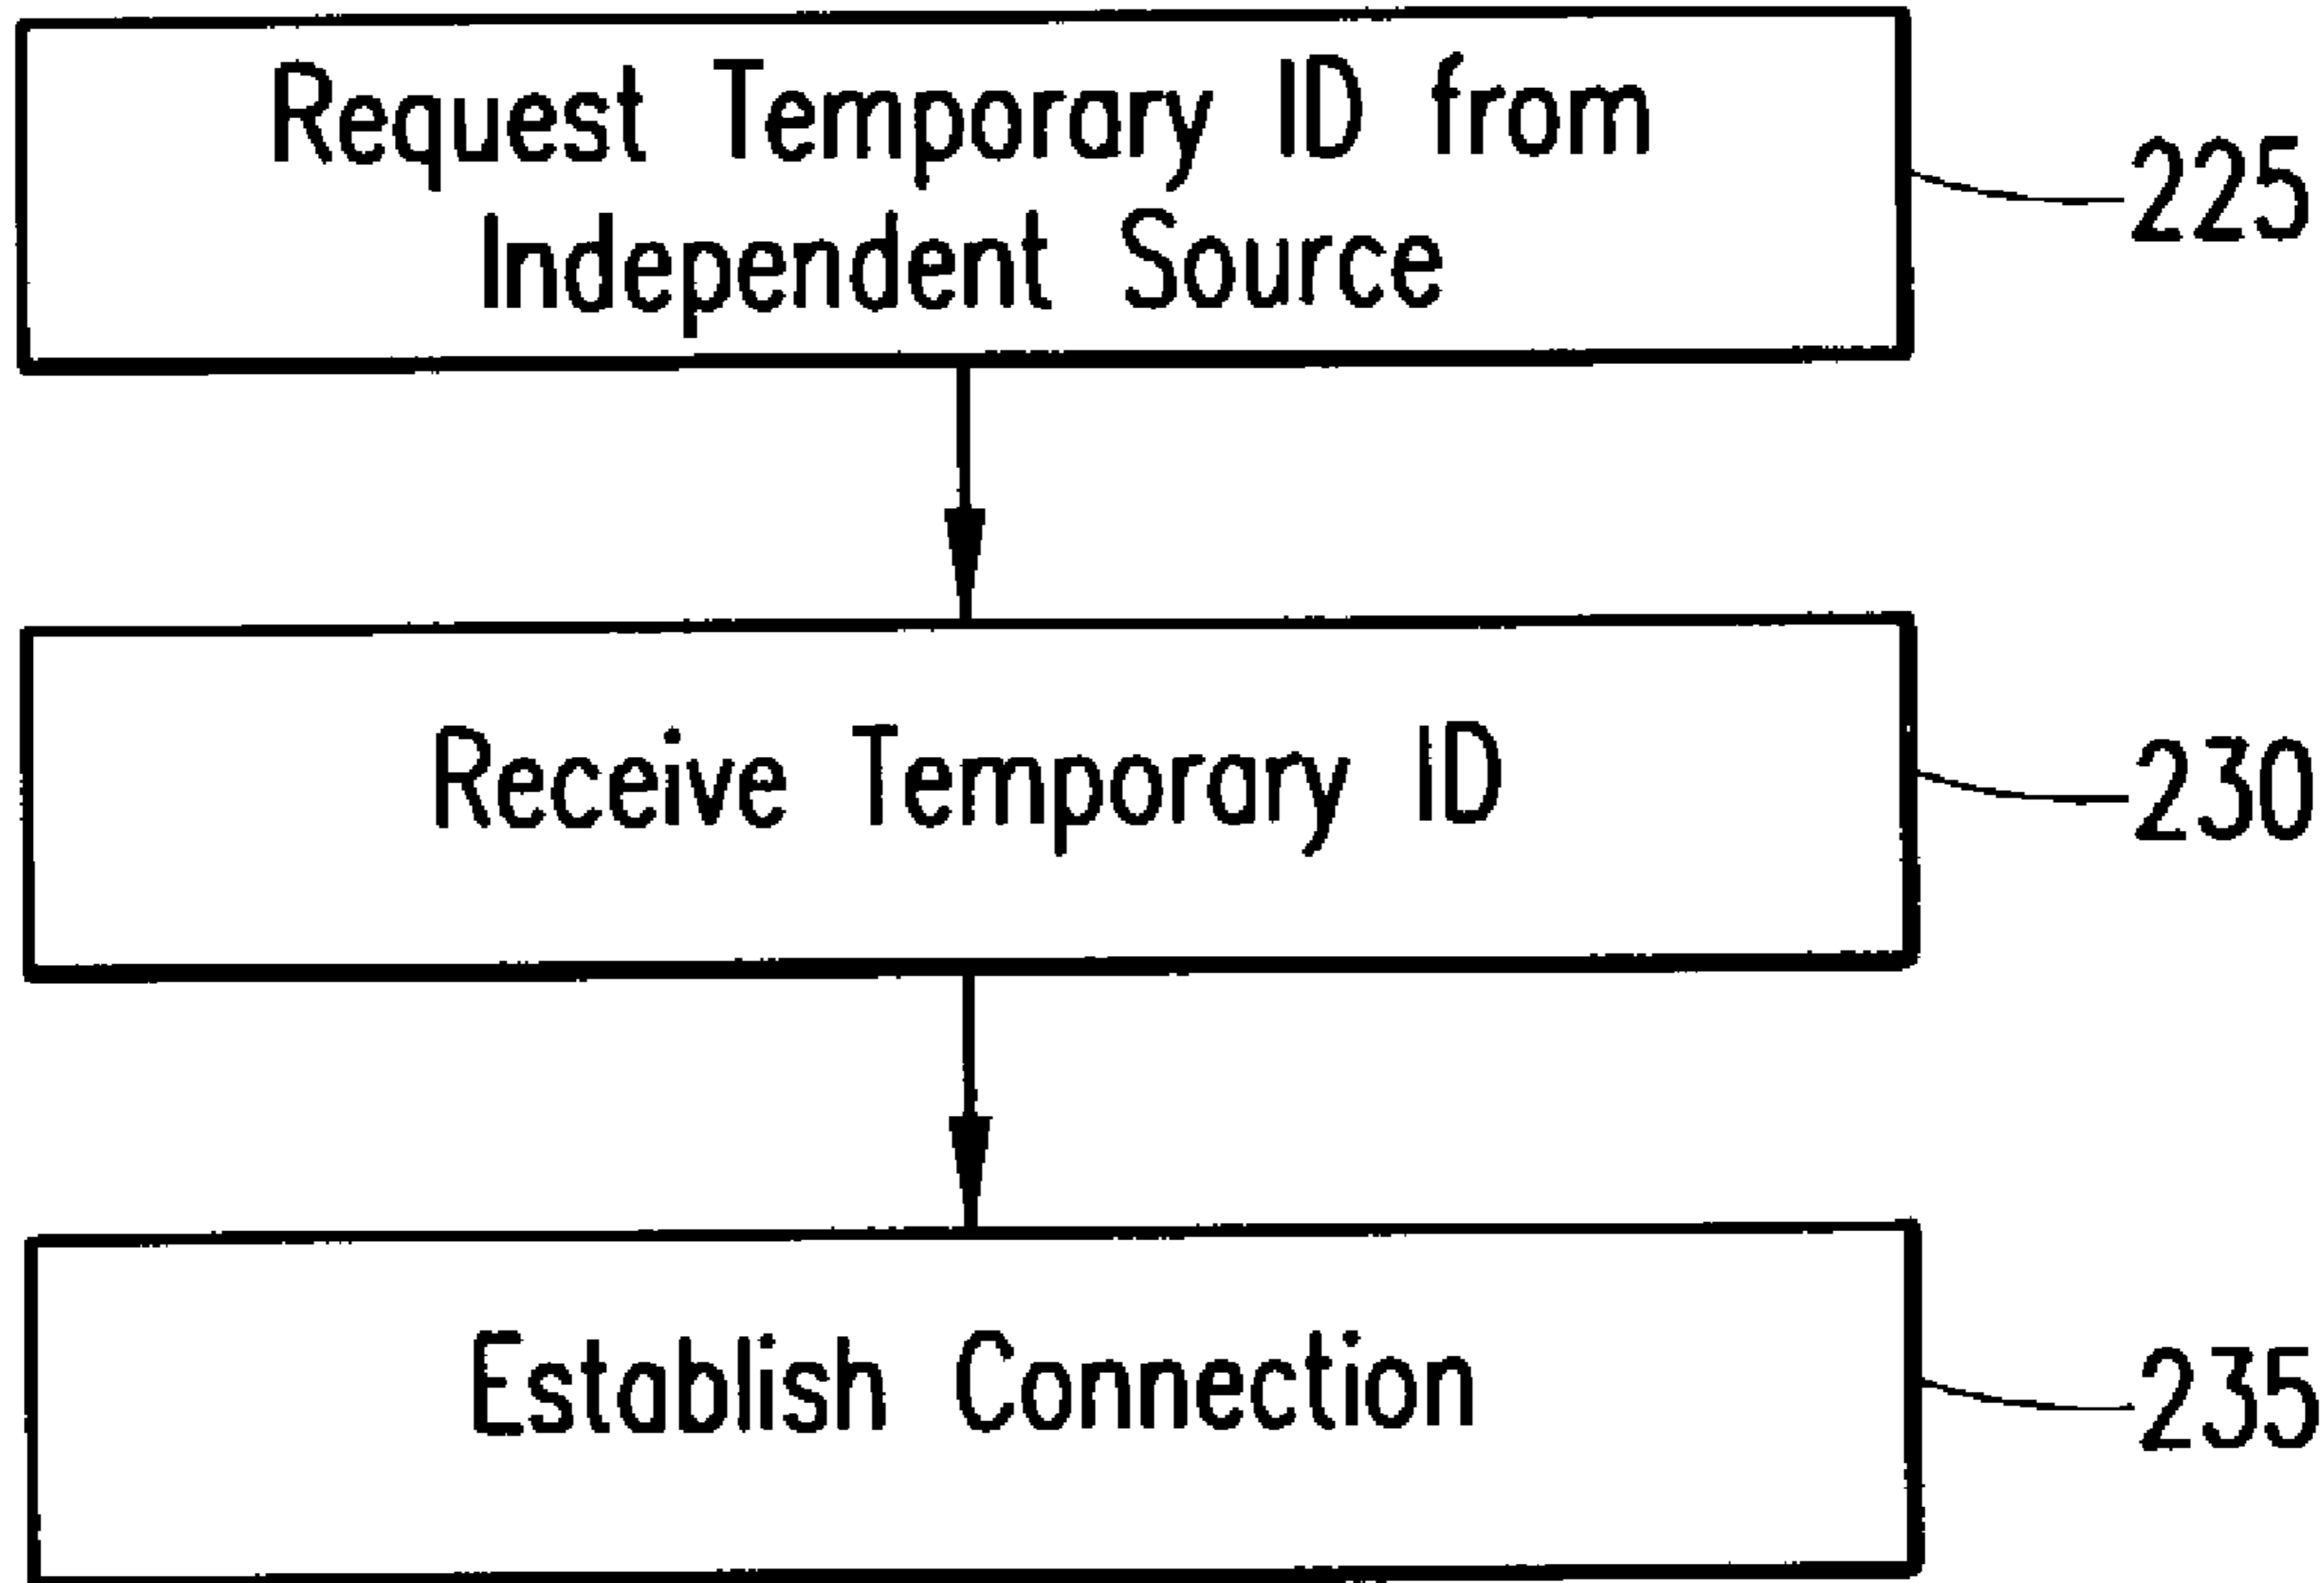 Request Temporary ID from
Independent Source
225
Receive Temporary ID
230
Establish Connection
235